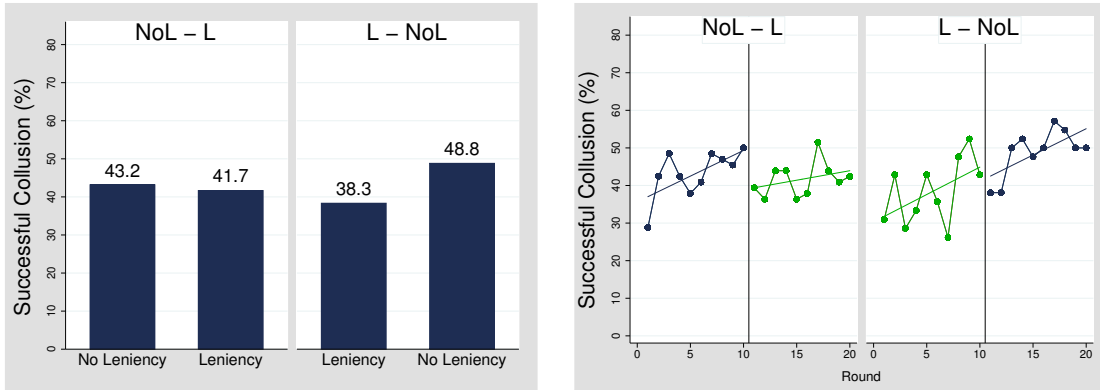 NoL – L
L – NoL
Successful Collusion (%)
80
70
60
50
40
30
20
10
0
43.2
41.7
38.3
48.8
No Leniency
Leniency
Leniency
No Leniency
NoL – L
L – NoL
Successful Collusion (%)
80
70
60
50
40
30
20
10
0
0 5 10 15 20
0 5 10 15 20
Round